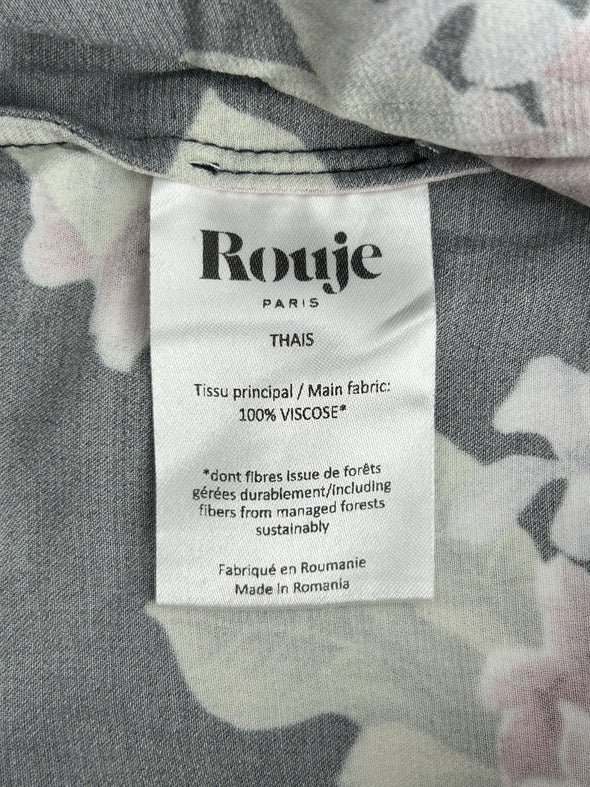 Rouje
PARIS
THAIS
Tissu principal / Main fabric:
100% VISCOSE*
*dont fibres issue de forêts
gérées durablement/including
fibers from managed forests
sustainably
Fabriqué en Roumanie
Made In Romania